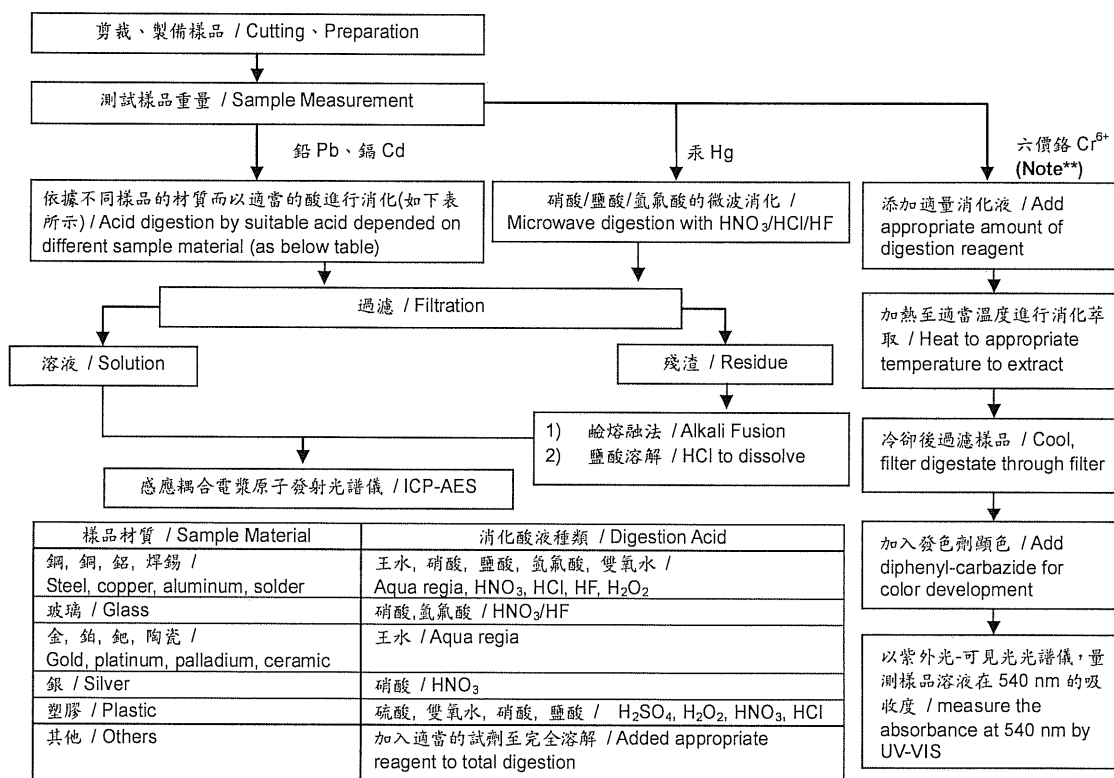 剪裁、製備樣品 / Cutting、Preparation
測試樣品重量 / Sample Measurement
鉛 Pb、鎘 Cd
汞 Hg
六價鉻 Cr6+
(Note**)
依據不同樣品的材質而以適當的酸進行消化(如下表
所示) / Acid digestion by suitable acid depended on
different sample material (as below table)
硝酸/鹽酸/氫氟酸的微波消化 /
Microwave digestion with HNO3/HCl/HF
添加適量消化液 / Add
appropriate amount of
digestion reagent
過濾 / Filtration
加熱至適當溫度進行消化萃
取 / Heat to appropriate
temperature to extract
溶液 / Solution
殘渣 / Residue
1) 鹼熔融法 / Alkali Fusion
2) 鹽酸溶解 / HCl to dissolve
冷卻後過濾樣品 / Cool,
filter digestate through filter
感應耦合電漿原子發射光譜儀 / ICP-AES
樣品材質 / Sample Material
消化酸液種類 / Digestion Acid
鋼, 銅, 鋁, 焊錫 /
Steel, copper, aluminum, solder
王水, 硝酸, 鹽酸, 氫氟酸, 雙氧水 /
Aqua regia, HNO3, HCl, HF, H2O2
玻璃 / Glass
硝酸,氫氟酸 / HNO3/HF
金, 鉑, 鈀, 陶瓷 /
Gold, platinum, palladium, ceramic
王水 / Aqua regia
銀 / Silver
硝酸 / HNO3
塑膠 / Plastic
硫酸, 雙氧水, 硝酸, 鹽酸 / H2SO4, H2O2, HNO3, HCl
其他 / Others
加入適當的試劑至完全溶解 / Added appropriate
reagent to total digestion
加入發色劑顯色 / Add
diphenyl-carbazide for
color development
以紫外光-可見光光譜儀，量
測樣品溶液在 540 nm 的吸
收度 / measure the
absorbance at 540 nm by
UV-VIS